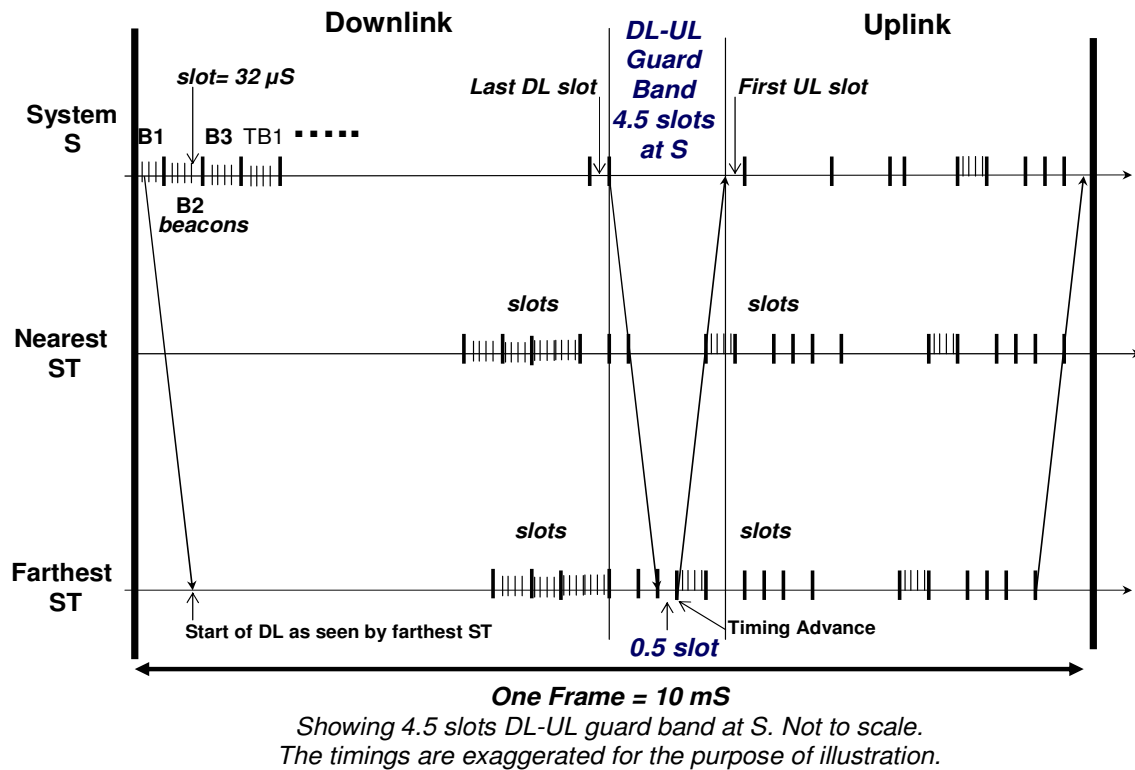 Downlink
DL-UL
Guard
Band
4.5 slots
at S
Uplink
slot= 32 µS
Last DL slot
First UL slot
System
S
B1
B3
TB1
B2
beacons
slots
slots
Nearest
ST
slots
slots
Farthest
ST
Start of DL as seen by farthest ST
Timing Advance
0.5 slot
One Frame = 10 mS
Showing 4.5 slots DL-UL guard band at S. Not to scale.
The timings are exaggerated for the purpose of illustration.